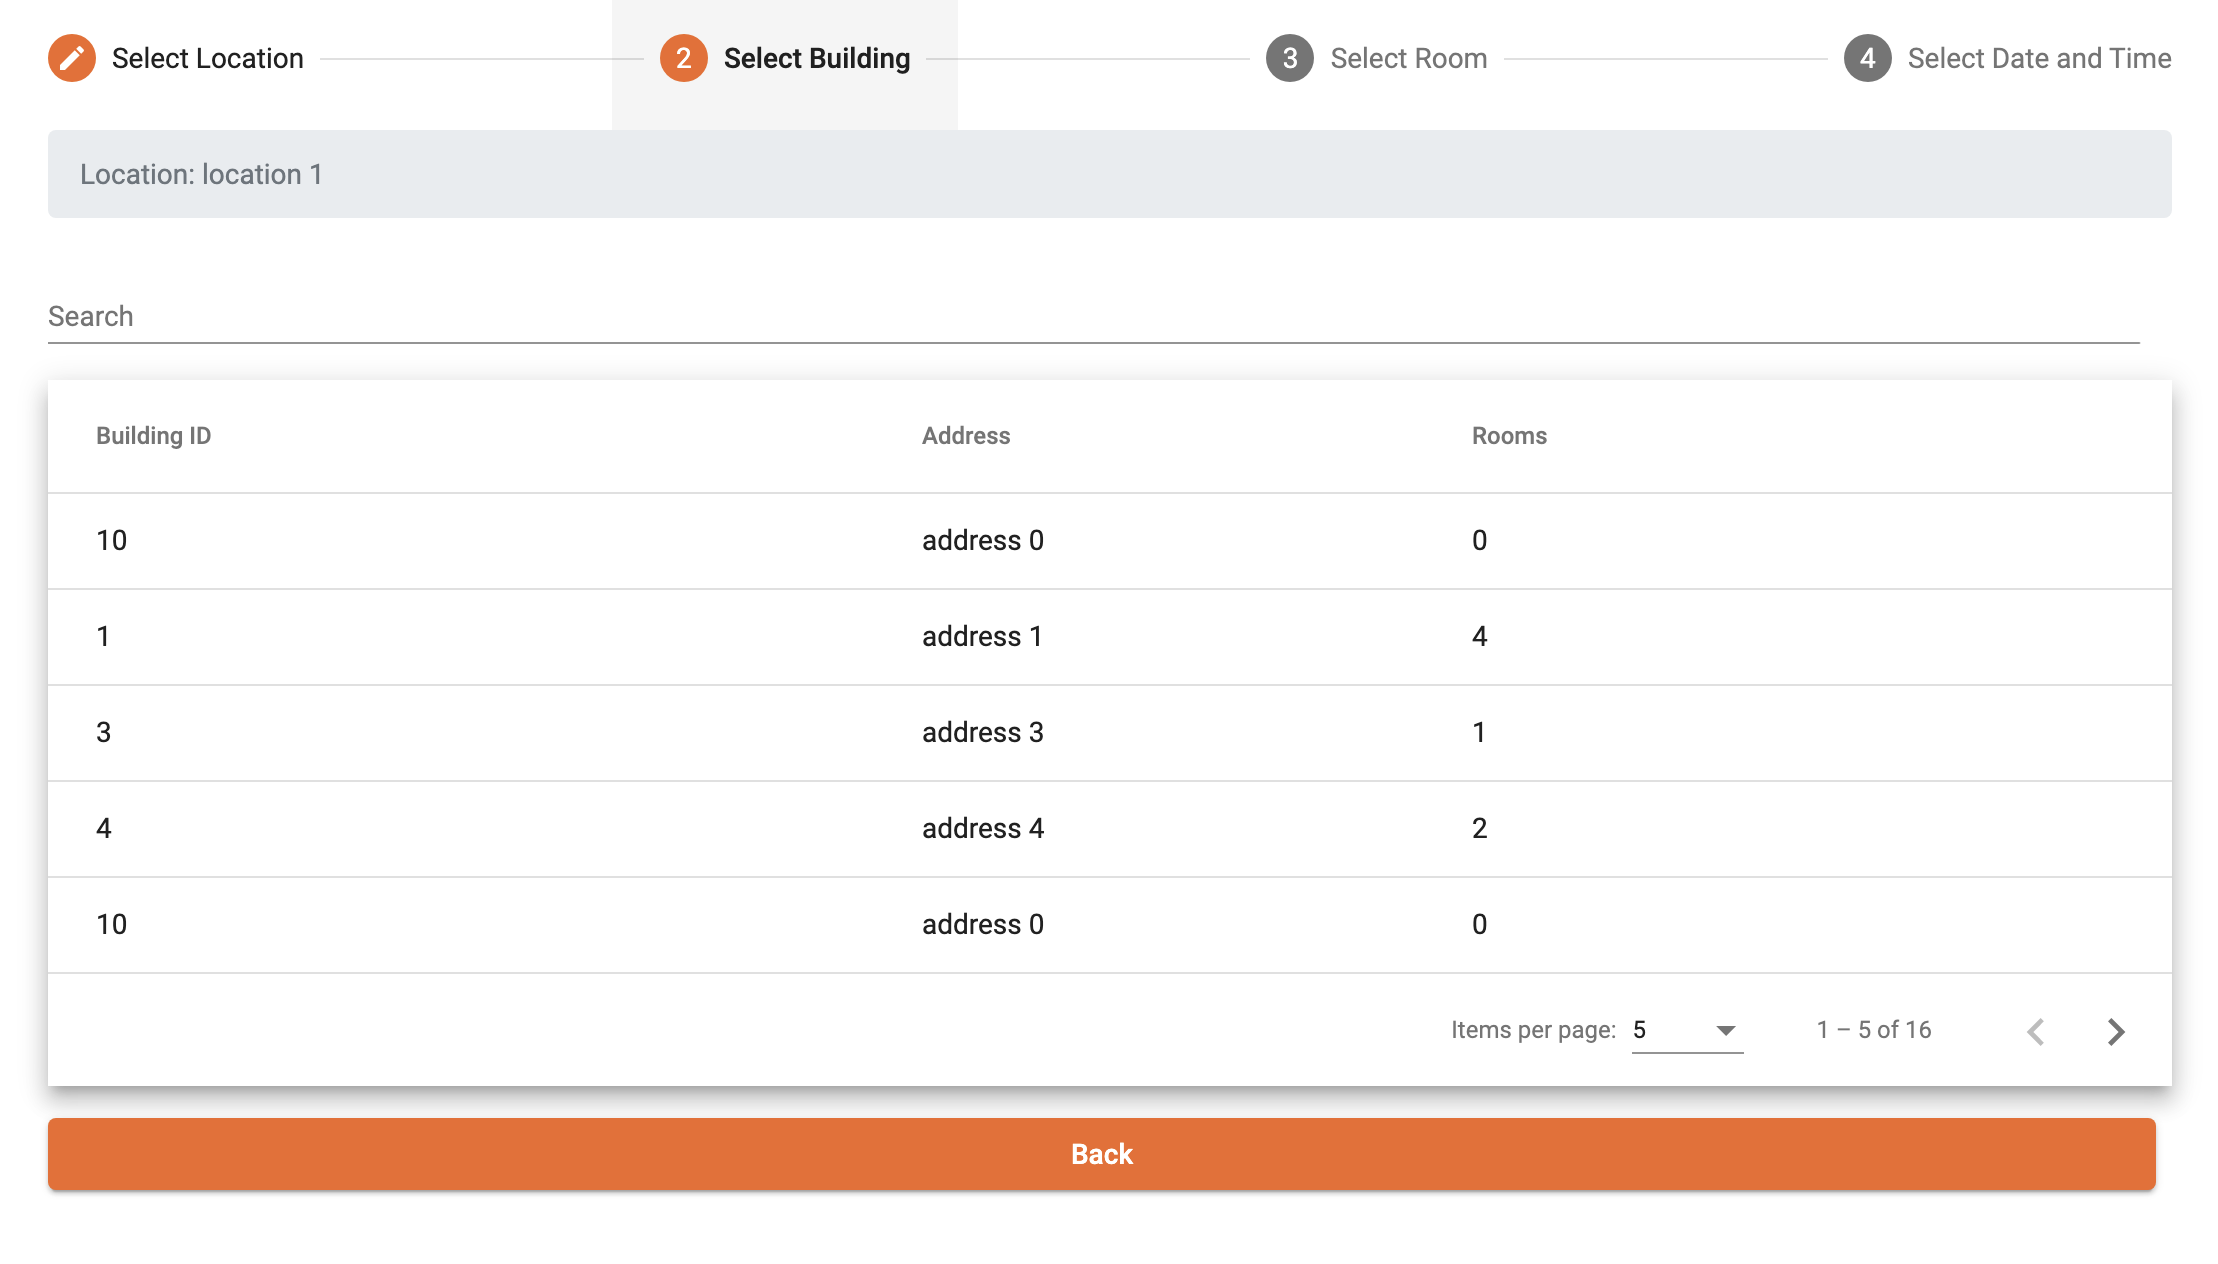 Select Location 2 Select Building 3 Select Room 4 Select Date and Time
Location: location 1
Search
Building ID Address Rooms
10 address 0 0
1 address 1 4
3 address 3 1
4 address 4 2
10 address 0 0
Items per page: 5 1 – 5 of 16
Back